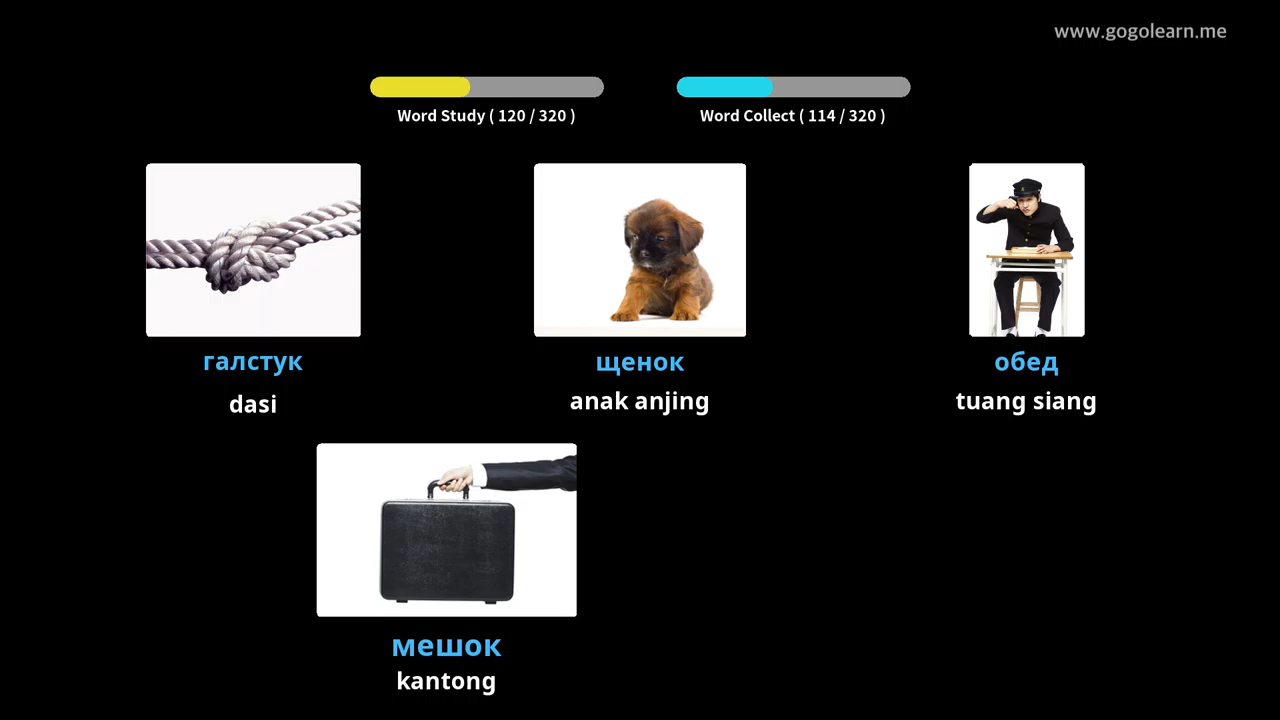 www.gogolearn.me
Word Study ( 120 / 320 )
Word Collect ( 114 / 320 )
галстук
dasi
щенок
anak anjing
обед
tuang siang
мешок
kantong